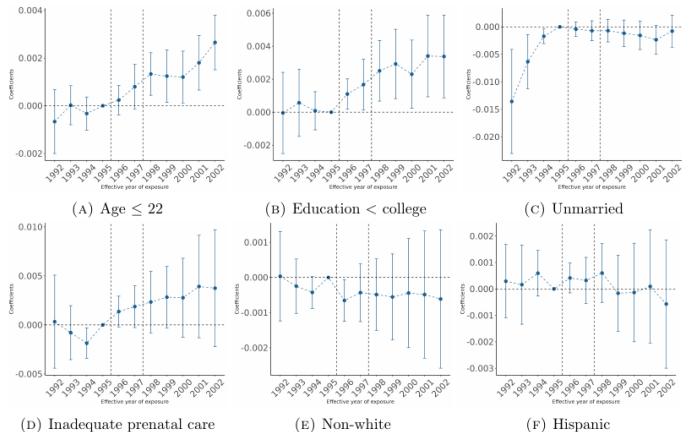 0.004
0.002
0.000
-0.002
Coefficients
1992 1993 1994 1995 1996 1997 1998 1999 2000 2001 2002
Effective year of exposure
(A) Age ≤ 22
0.006
0.004
0.002
0.000
-0.002
Coefficients
1992 1993 1994 1995 1996 1997 1998 1999 2000 2001 2002
Effective year of exposure
(B) Education < college
0.000
-0.005
-0.010
-0.015
-0.020
Coefficients
1992 1993 1994 1995 1996 1997 1998 1999 2000 2001 2002
Effective year of exposure
(C) Unmarried
0.010
0.005
0.000
-0.005
Coefficients
1992 1993 1994 1995 1996 1997 1998 1999 2000 2001 2002
Effective year of exposure
(D) Inadequate prenatal care
0.001
0.000
-0.001
-0.002
Coefficients
1992 1993 1994 1995 1996 1997 1998 1999 2000 2001 2002
Effective year of exposure
(E) Non-white
0.002
0.001
0.000
-0.001
-0.002
-0.003
Coefficients
1992 1993 1994 1995 1996 1997 1998 1999 2000 2001 2002
Effective year of exposure
(F) Hispanic